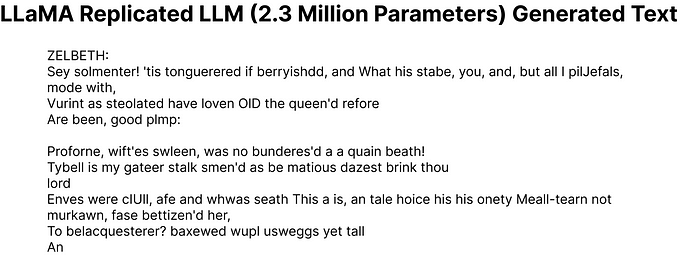 LLaMA Replicated LLM (2.3 Million Parameters) Generated Text
ZELBETH:
Sey solmenter! 'tis tonguerered if berryishdd, and What his stabe, you, and, but all I pilJefals,
mode with,
Vurint as steolated have loven OID the queen'd refore
Are been, good plmp:
Proforne, wift'es swleen, was no bunderes'd a a quain beath!
Tybell is my gateer stalk smen'd as be matious dazest brink thou
lord
Enves were cIUll, afe and whwas seath This a is, an tale hoice his his onety Meall-tearn not
murkawn, fase bettizen'd her,
To belacquesterer? baxewed wupl usweggs yet tall
An